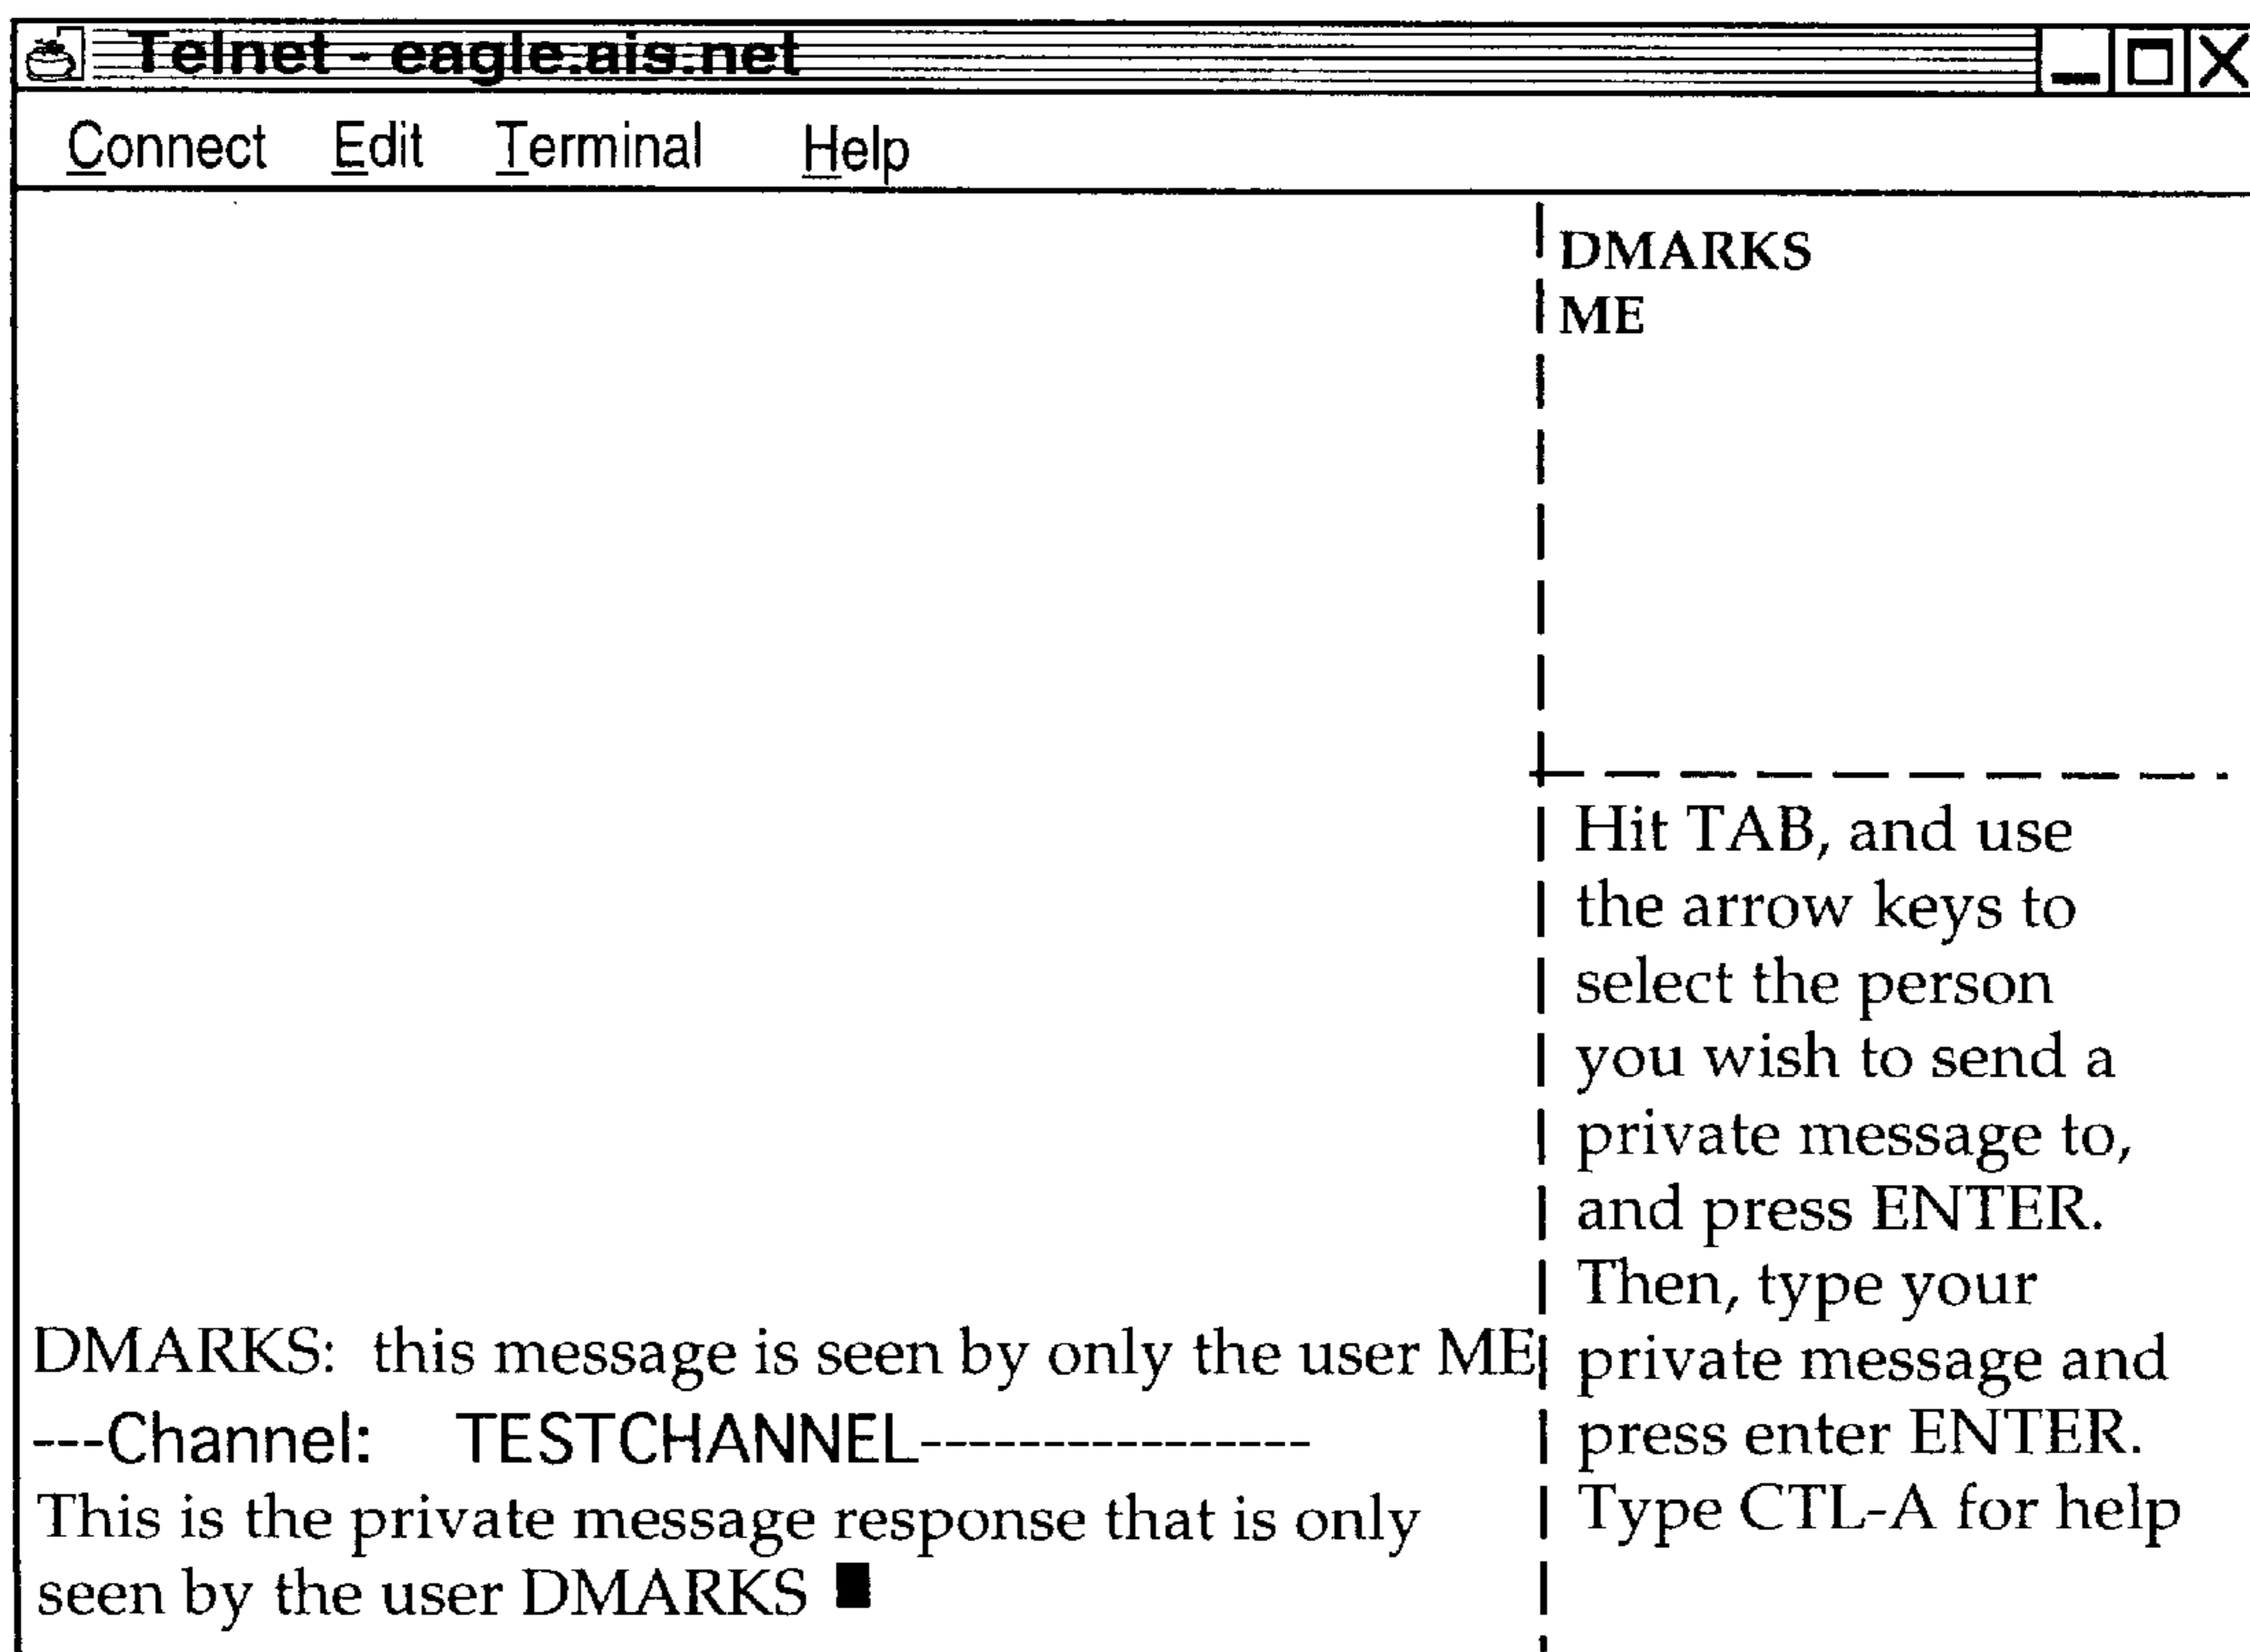 Telnet - eagle.ais.net
Connect Edit Terminal Help
DMARKS
ME
Hit TAB, and use
the arrow keys to
select the person
you wish to send a
private message to,
and press ENTER.
Then, type your
private message and
press enter ENTER.
Type CTL-A for help
DMARKS: this message is seen by only the user ME
---Channel: TESTCHANNEL----------------
This is the private message response that is only
seen by the user DMARKS